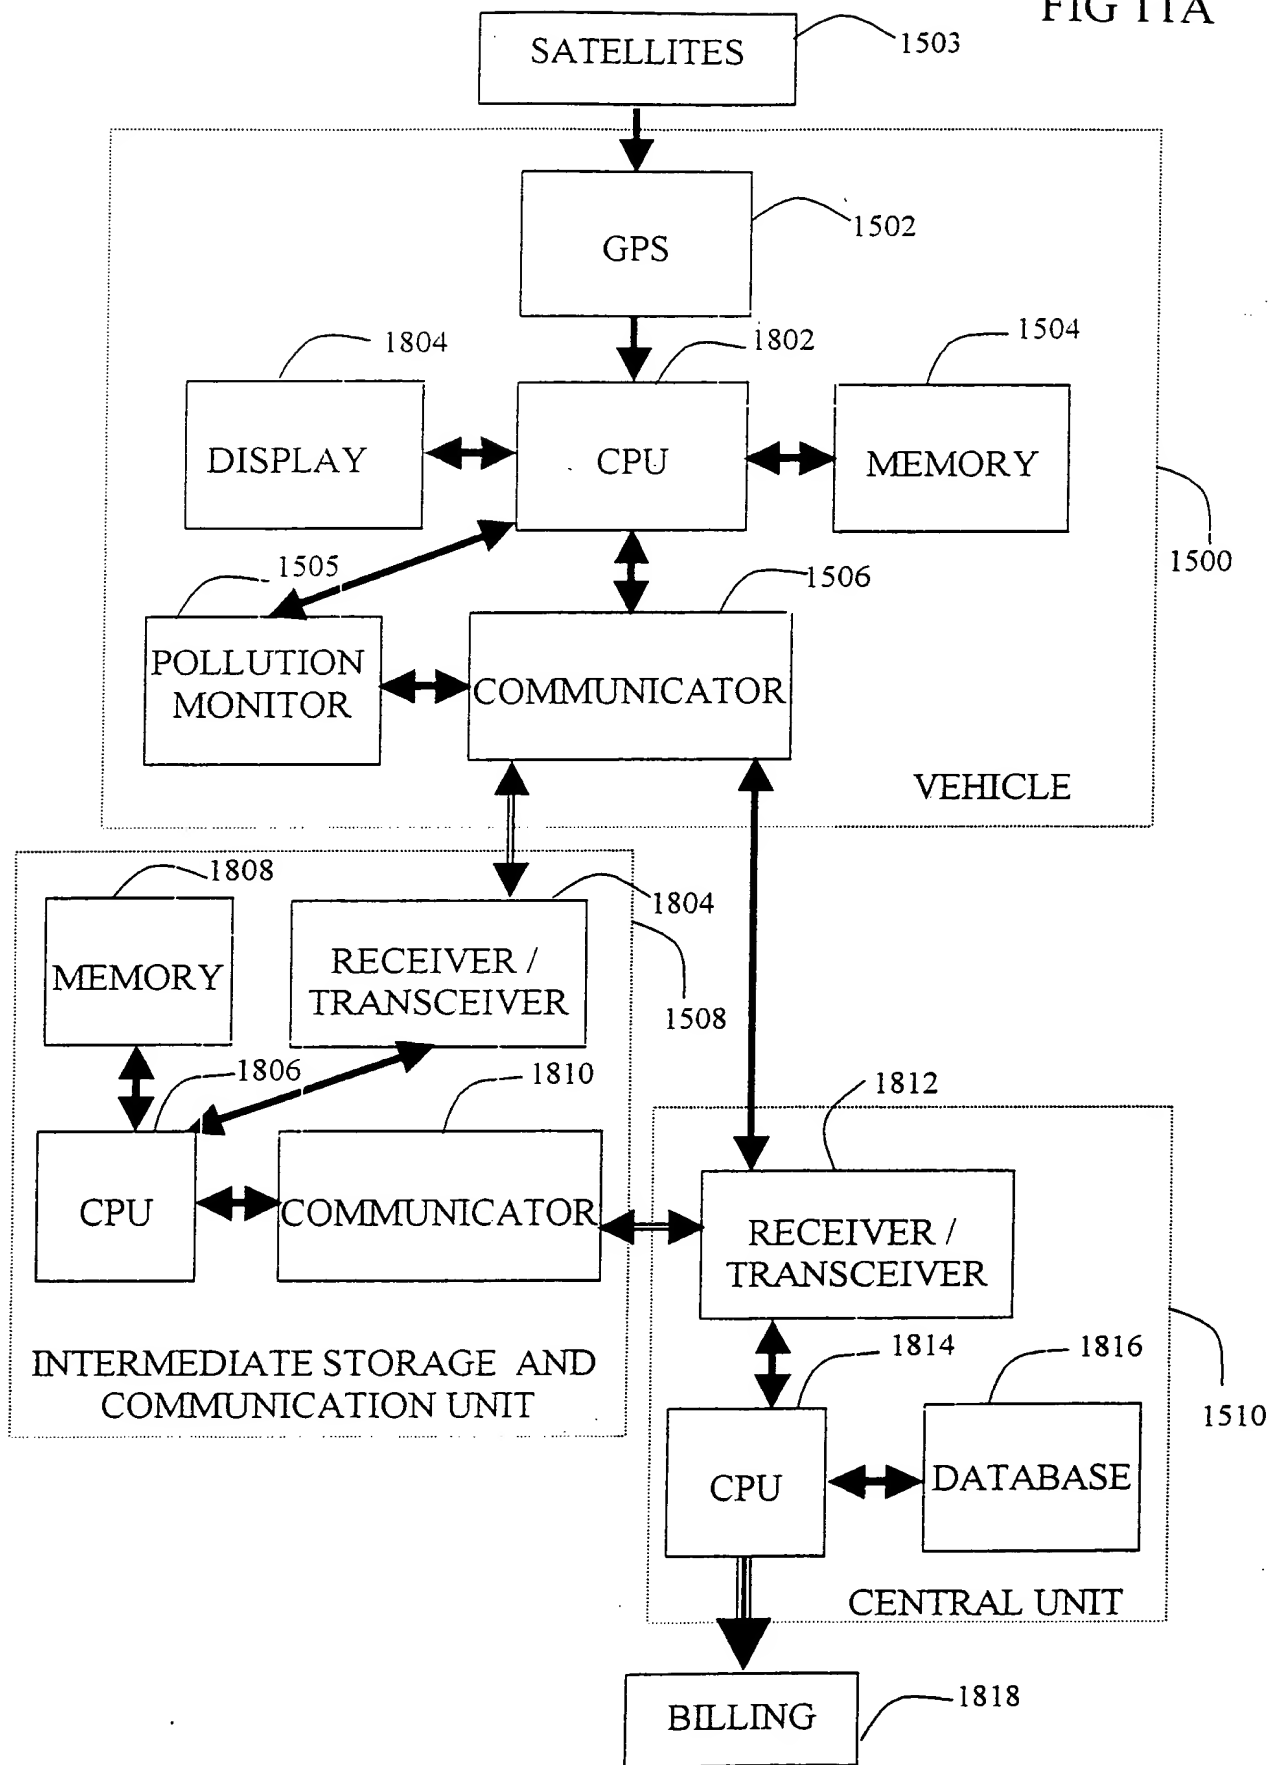 FIG 11A
SATELLITES
1503
GPS
1502
1804
1802
1504
DISPLAY
CPU
MEMORY
1500
1505
1506
POLLUTION
MONITOR
COMMUNICATOR
VEHICLE
1808
1804
MEMORY
RECEIVER /
TRANSCEIVER
1508
1806
1810
1812
CPU
COMMUNICATOR
RECEIVER /
TRANSCEIVER
INTERMEDIATE STORAGE AND
COMMUNICATION UNIT
1814
1816
1510
CPU
DATABASE
CENTRAL UNIT
BILLING
1818